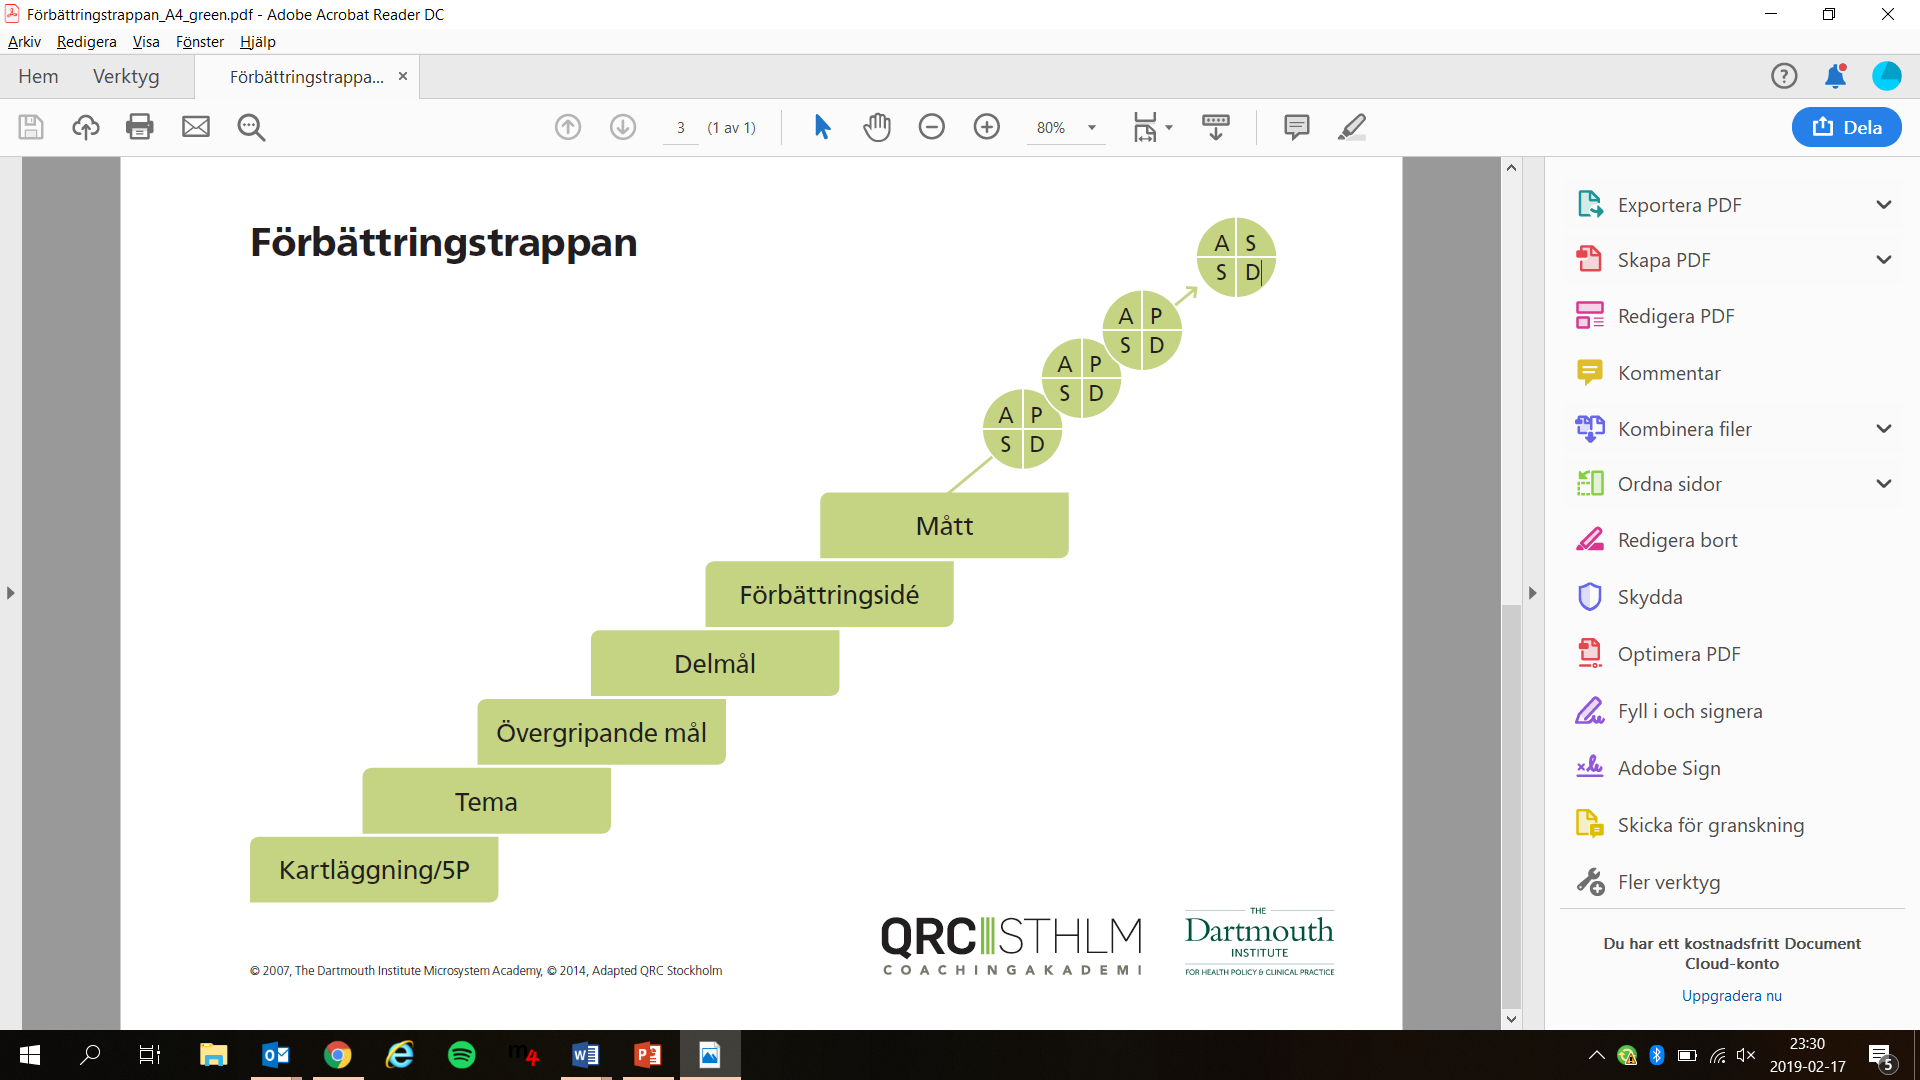 Förbättringstrappan_A4_green.pdf - Adobe Acrobat Reader DC
Arkiv Redigera Visa Fönster Hjälp
Hem Verktyg Förbättringstrappa... ×
3 (1 av 1) 80% Dela
Förbättringstrappan
A S
S D
A P
S D
A P
S D
A P
S D
Mått
Förbättringsidé
Delmål
Övergripande mål
Tema
Kartläggning/5P
© 2007, The Dartmouth Institute Microsystem Academy, © 2014, Adapted QRC Stockholm
QRC STHLM
COACHINGAKADEMI
THE
Dartmouth
INSTITUTE
FOR HEALTH POLICY & CLINICAL PRACTICE
Exportera PDF
Skapa PDF
Redigera PDF
Kommentar
Kombinera filer
Ordna sidor
Redigera bort
Skydda
Optimera PDF
Fyll i och signera
Adobe Sign
Skicka för granskning
Fler verktyg
Du har ett kostnadsfritt Document
Cloud-konto
Uppgradera nu
m4
23:30
2019-02-17
5